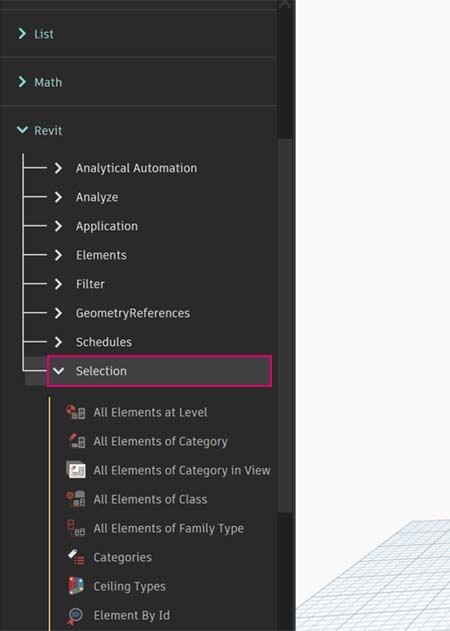 List
Math
Revit
Analytical Automation
Analyze
Application
Elements
Filter
GeometryReferences
Schedules
Selection
All Elements at Level
All Elements of Category
All Elements of Category in View
All Elements of Class
All Elements of Family Type
Categories
Ceiling Types
Element By Id